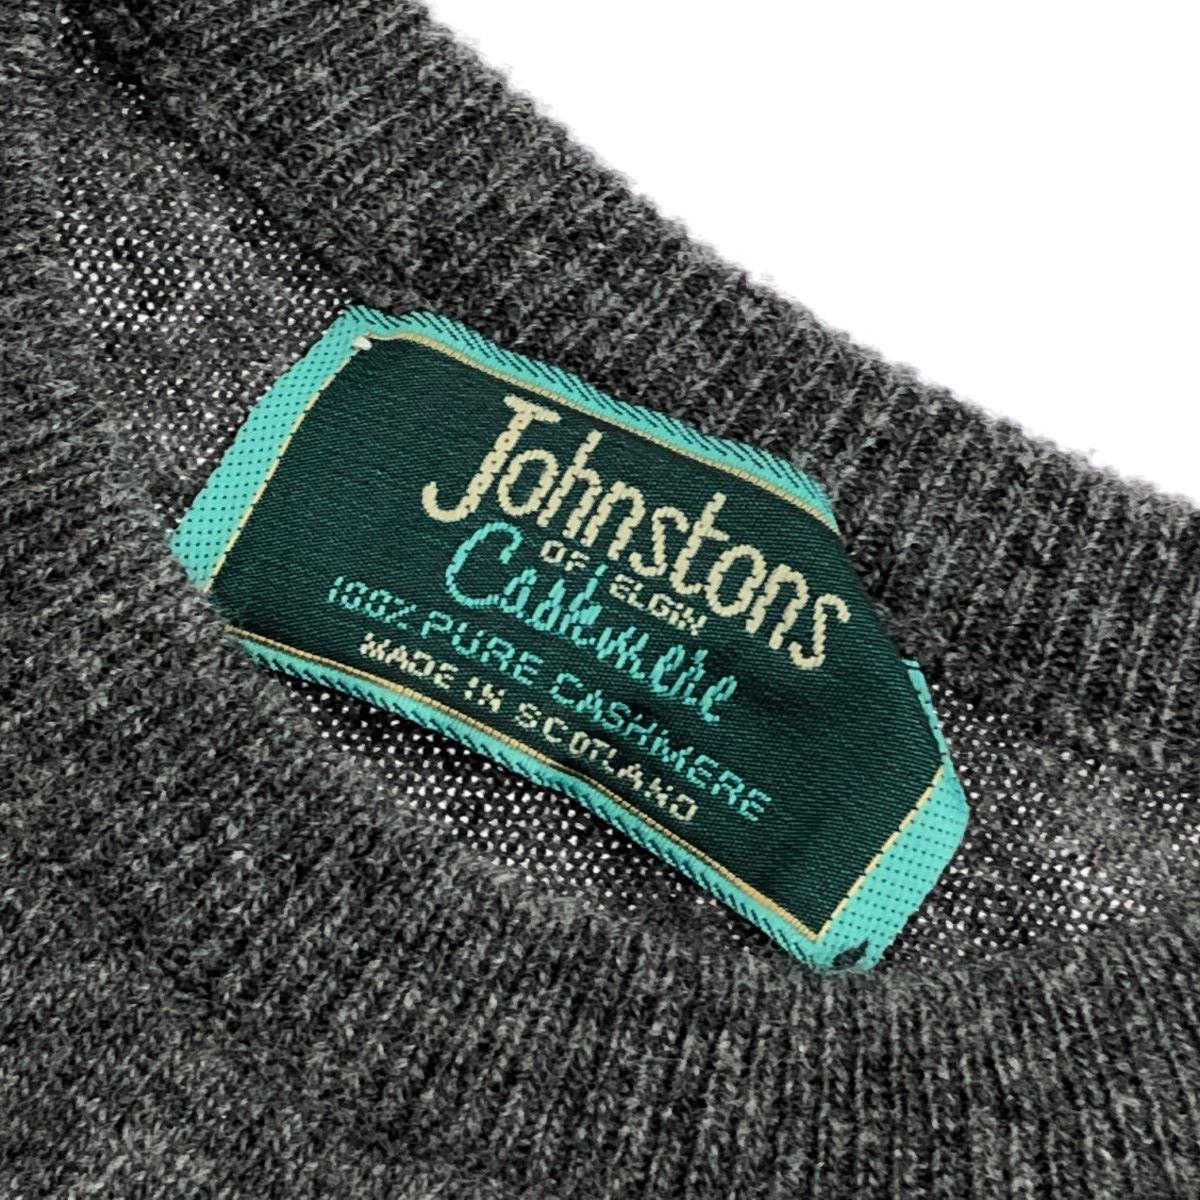 Johnstons
OF ELGIN
Cashmere
100% PURE CASHMERE
MADE IN SCOTLAND